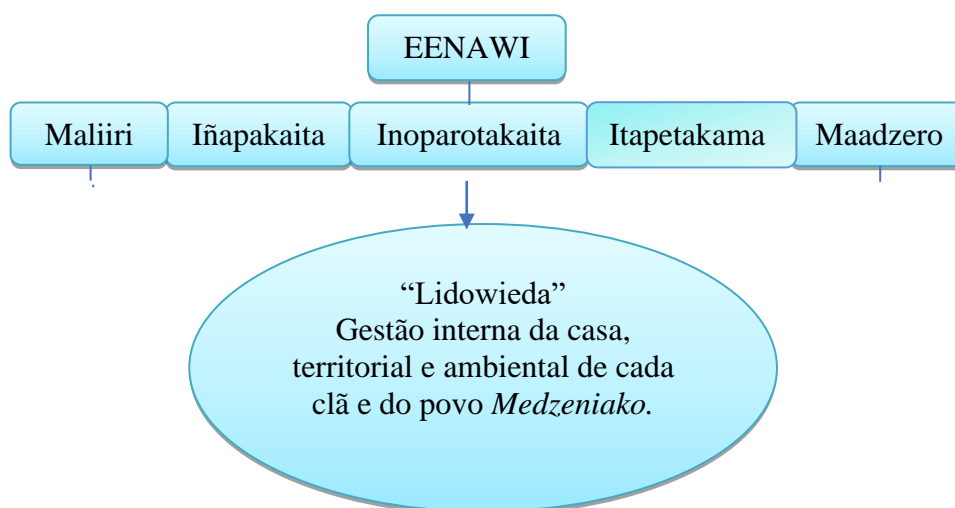 EENAWI
Maliiri Iñapakaita Inoparotakaita Itapetakama Maadzero
“Lidowieda”
Gestão interna da casa,
territorial e ambiental de cada
clã e do povo Medzeniako.